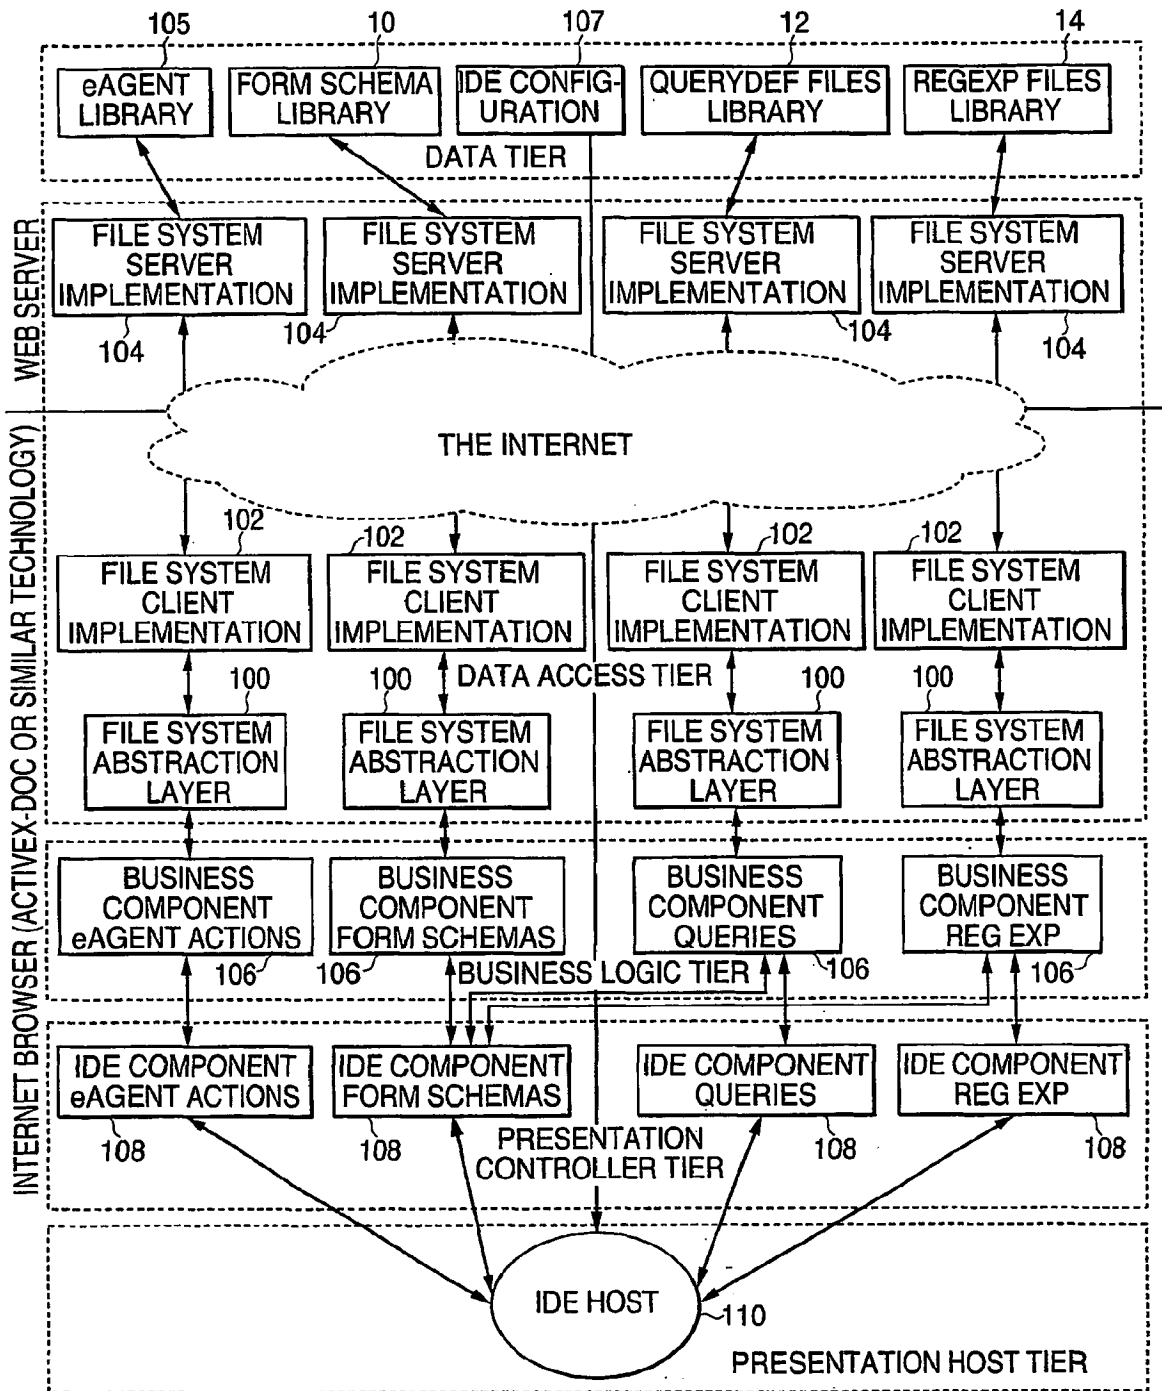 105
10
107
12
14
eAGENT
LIBRARY
FORM SCHEMA
LIBRARY
IDE CONFIG-
URATION
QUERYDEF FILES
LIBRARY
REGEXP FILES
LIBRARY
DATA TIER
WEB SERVER
FILE SYSTEM
SERVER
IMPLEMENTATION
FILE SYSTEM
SERVER
IMPLEMENTATION
FILE SYSTEM
SERVER
IMPLEMENTATION
FILE SYSTEM
SERVER
IMPLEMENTATION
104
104
104
104
THE INTERNET
INTERNET BROWSER (ACTIVEX-DOC OR SIMILAR TECHNOLOGY)
102
102
102
102
FILE SYSTEM
CLIENT
IMPLEMENTATION
FILE SYSTEM
CLIENT
IMPLEMENTATION
FILE SYSTEM
CLIENT
IMPLEMENTATION
FILE SYSTEM
CLIENT
IMPLEMENTATION
DATA ACCESS TIER
100
100
100
100
FILE SYSTEM
ABSTRACTION
LAYER
FILE SYSTEM
ABSTRACTION
LAYER
FILE SYSTEM
ABSTRACTION
LAYER
FILE SYSTEM
ABSTRACTION
LAYER
BUSINESS
COMPONENT
eAGENT ACTIONS
BUSINESS
COMPONENT
FORM SCHEMAS
BUSINESS
COMPONENT
QUERIES
BUSINESS
COMPONENT
REG EXP
106
106
BUSINESS LOGIC TIER
106
106
IDE COMPONENT
eAGENT ACTIONS
IDE COMPONENT
FORM SCHEMAS
IDE COMPONENT
QUERIES
IDE COMPONENT
REG EXP
108
108
PRESENTATION
CONTROLLER TIER
108
108
IDE HOST
110
PRESENTATION HOST TIER